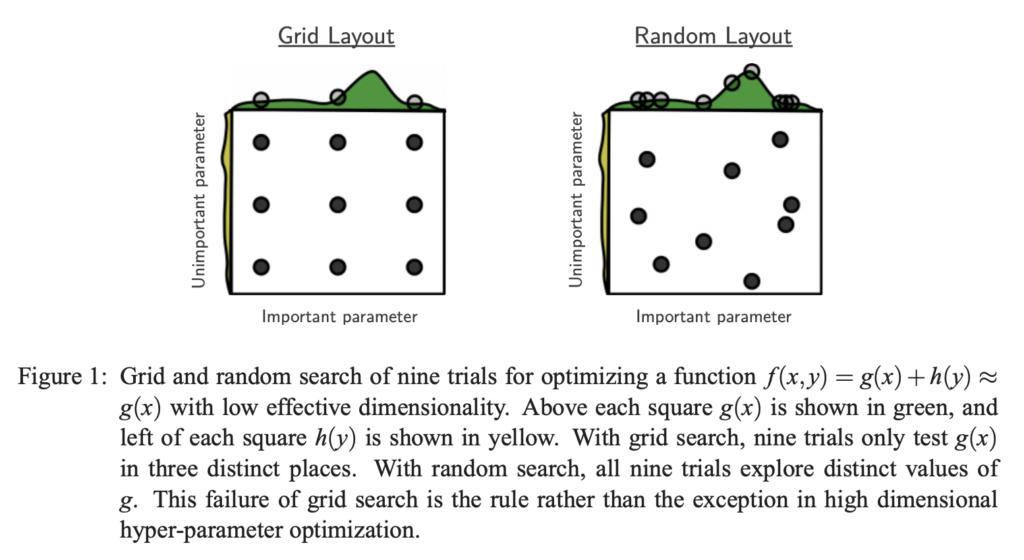 Grid Layout
Random Layout
Unimportant parameter
Important parameter
Unimportant parameter
Important parameter
Figure 1: Grid and random search of nine trials for optimizing a function f(x,y) = g(x) + h(y) ≈
g(x) with low effective dimensionality. Above each square g(x) is shown in green, and
left of each square h(y) is shown in yellow. With grid search, nine trials only test g(x)
in three distinct places. With random search, all nine trials explore distinct values of
g. This failure of grid search is the rule rather than the exception in high dimensional
hyper-parameter optimization.